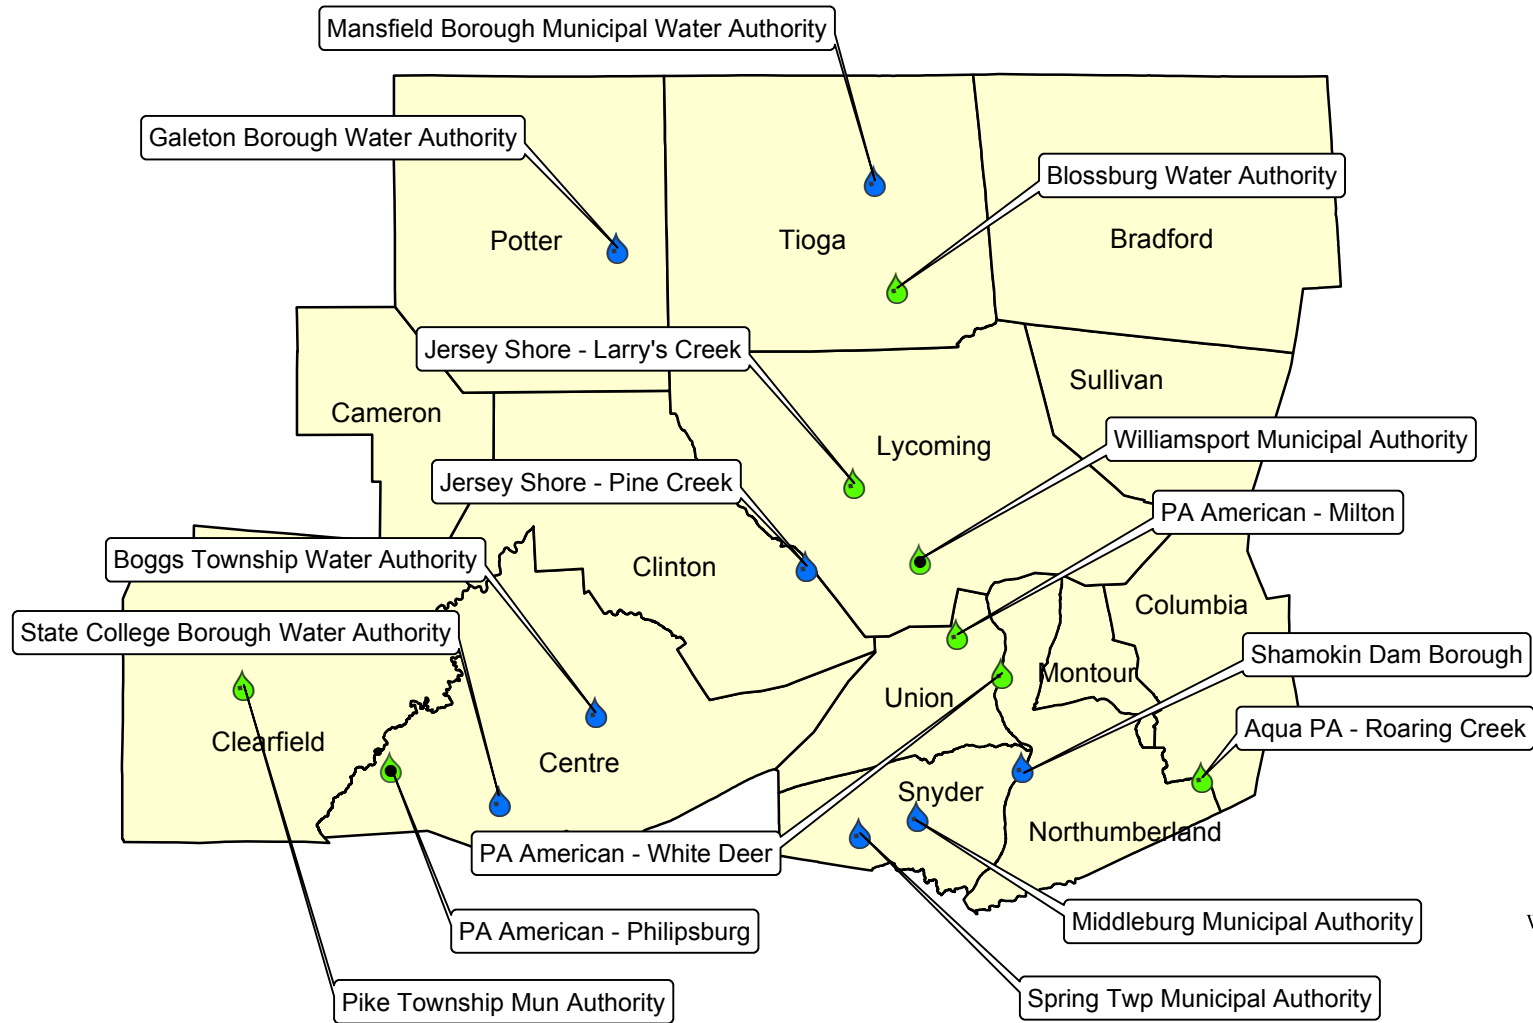 Mansfield Borough Municipal Water Authority
Galeton Borough Water Authority
Blossburg Water Authority
Potter
Tioga
Bradford
Jersey Shore - Larry's Creek
Sullivan
Cameron
Lycoming
Williamsport Municipal Authority
Jersey Shore - Pine Creek
PA American - Milton
Boggs Township Water Authority
Clinton
Columbia
State College Borough Water Authority
Shamokin Dam Borough
Montour
Union
Aqua PA - Roaring Creek
Clearfield
Centre
Snyder
Northumberland
PA American - White Deer
Middleburg Municipal Authority
PA American - Philipsburg
Spring Twp Municipal Authority
Pike Township Mun Authority